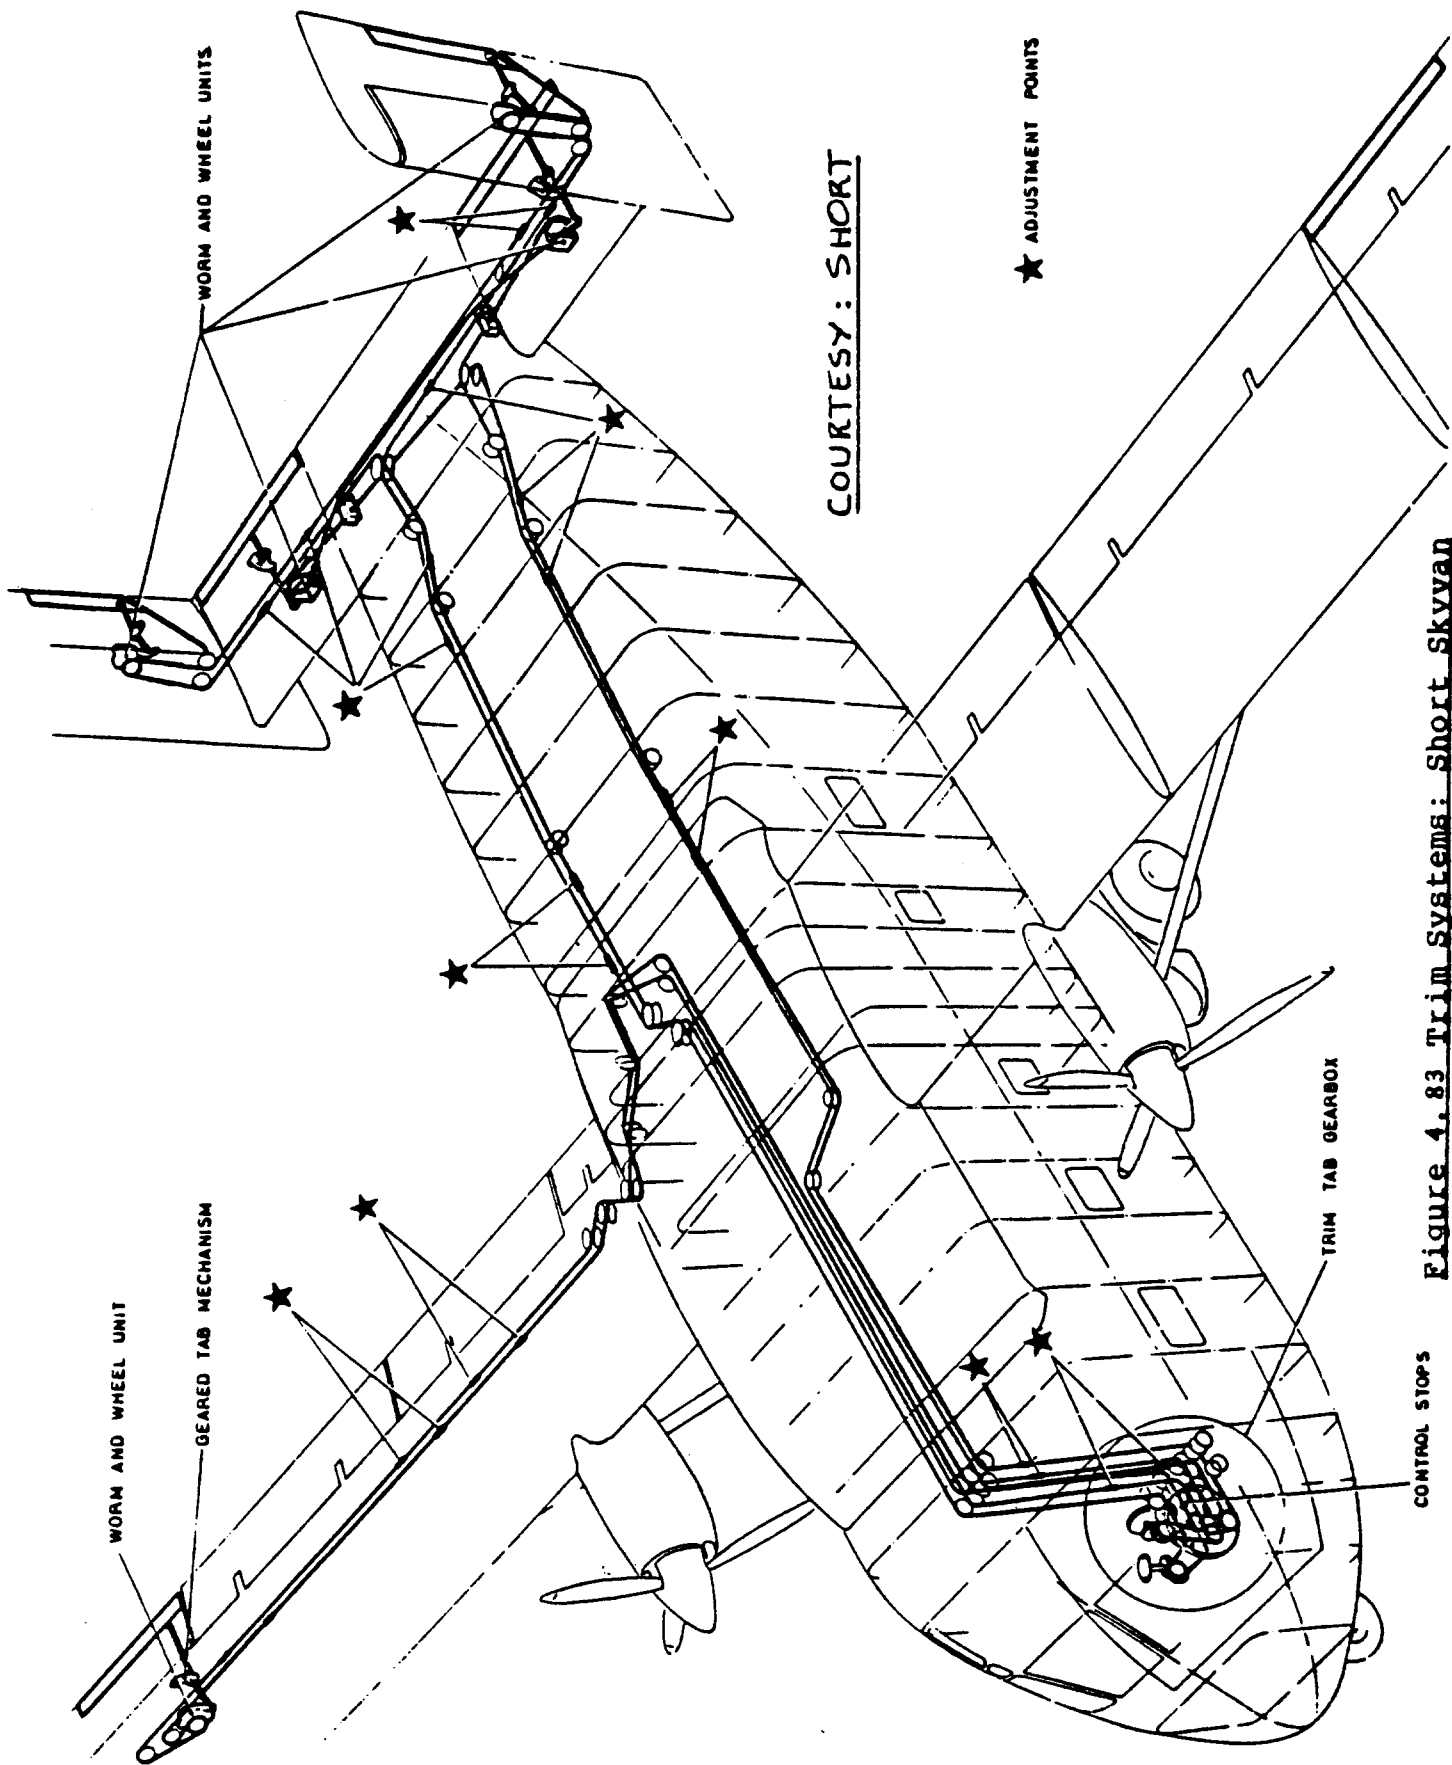 WORM AND WHEEL UNIT
GEARED TAB MECHANISM
WORM AND WHEEL UNITS
COURTESY: SHORT
★ ADJUSTMENT POINTS
TRIM TAB GEARBOX
CONTROL STOPS
Figure 4.83 Trim Systems: Short Skyvan